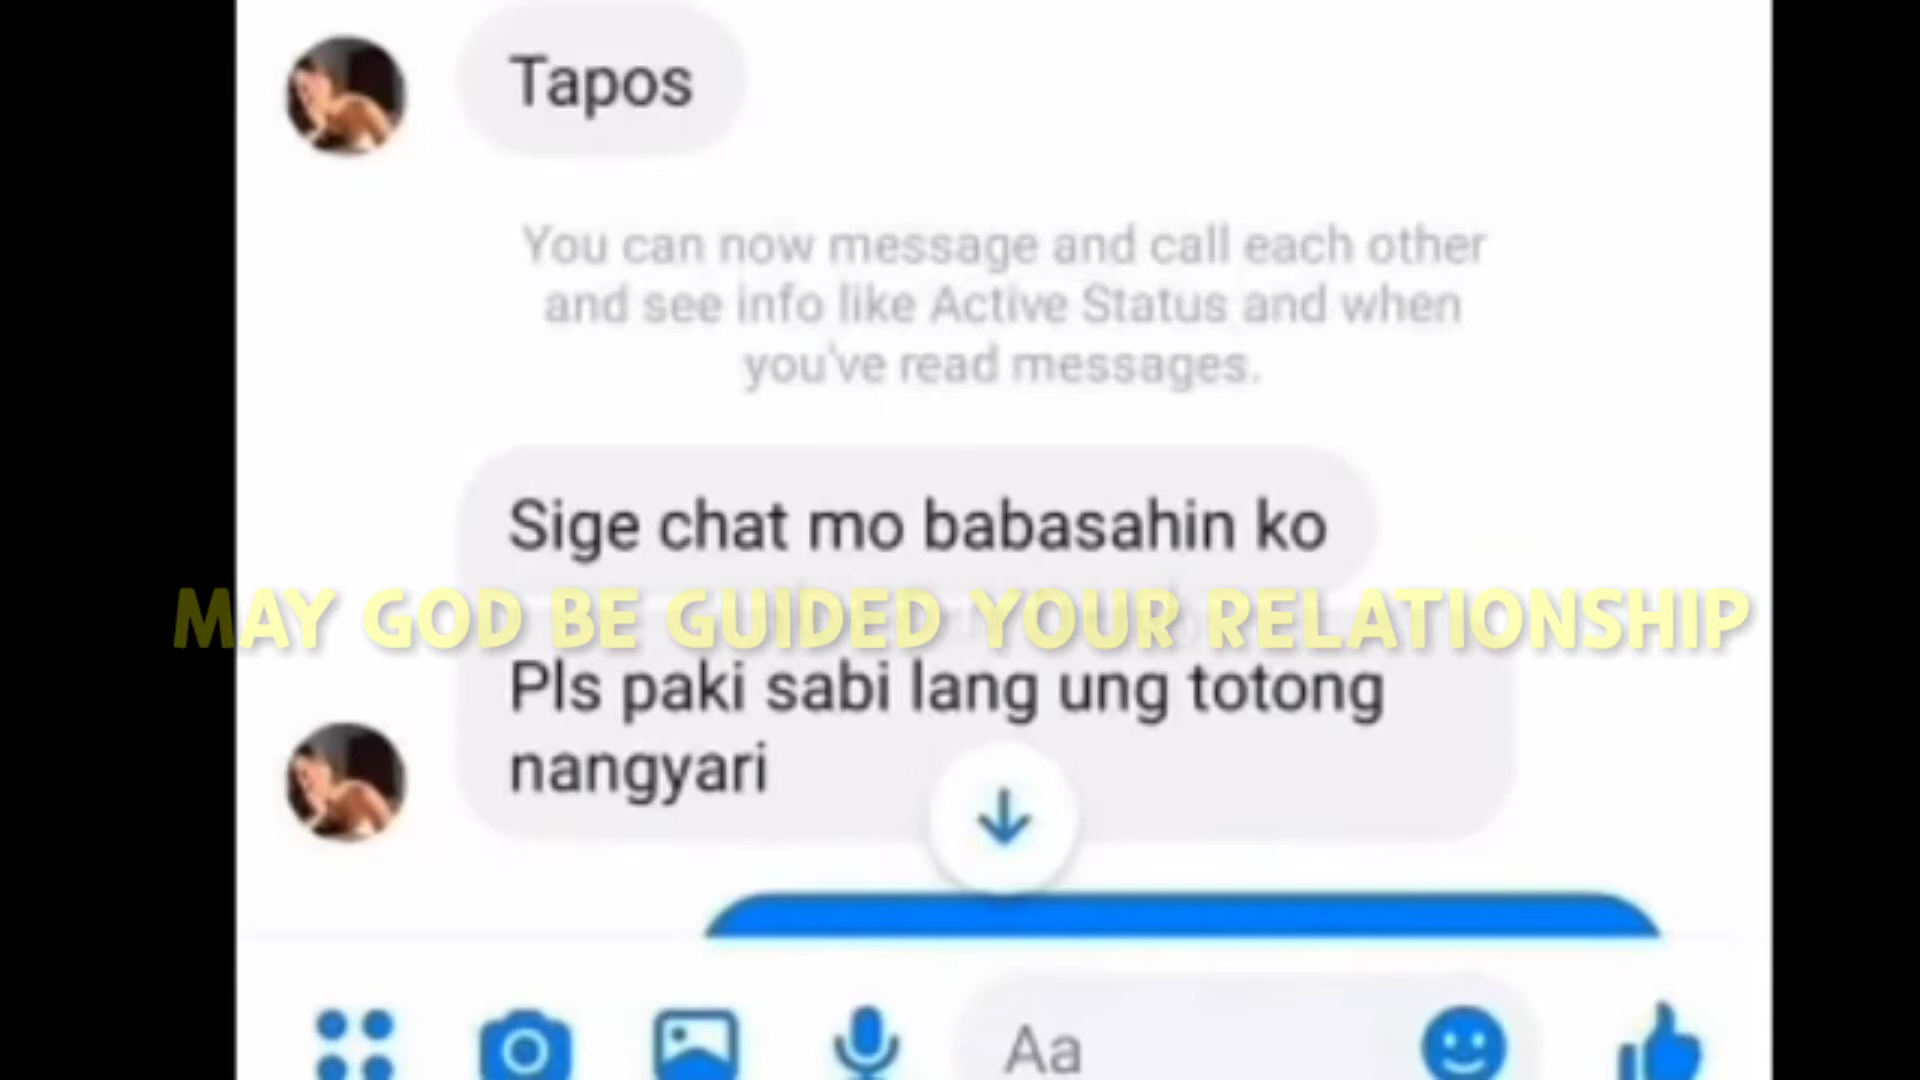 Tapos
You can now message and call each other
and see info like Active Status and when
you've read messages.
Sige chat mo babasahin ko
MAY GOD BE GUIDED YOUR RELATIONSHIP
Pls paki sabi lang ung totong
nangyari
Aa